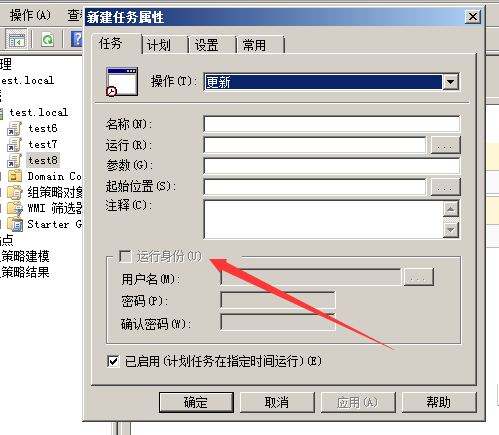 操作(A) 查
新建任务属性
任务 计划 设置 常用
操作(T): 更新
名称(N):
运行(R): ...
参数(G):
起始位置(S): ...
注释(C):
运行身份(U)
用户名(M): ...
密码(P):
确认密码(W):
已启用(计划任务在指定时间运行)(E)
确定 取消 应用(A) 帮助
理
est.local
test.local
test6
test7
test8
Domain Co
组策略对象
WMI 筛选器
Starter G
点
策略建模
策略结果